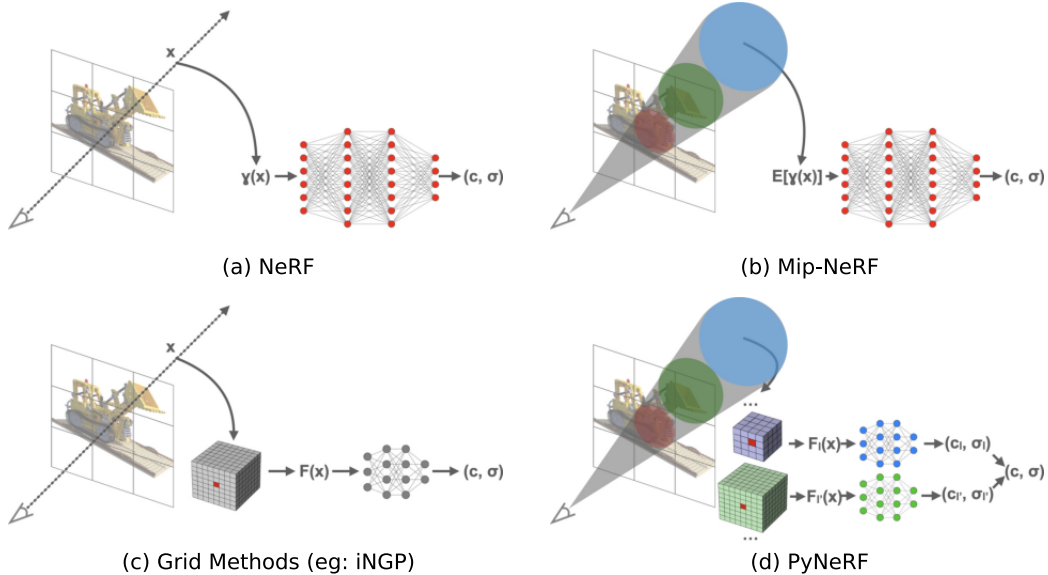 x
γ(x)
(c, σ)
(a) NeRF
E[γ(x)]
(c, σ)
(b) Mip-NeRF
x
F(x)
(c, σ)
(c) Grid Methods (eg: iNGP)
...
Fₗ(x)
(cₗ, σₗ)
(c, σ)
Fₗ'(x)
(cₗ', σₗ')
...
(d) PyNeRF